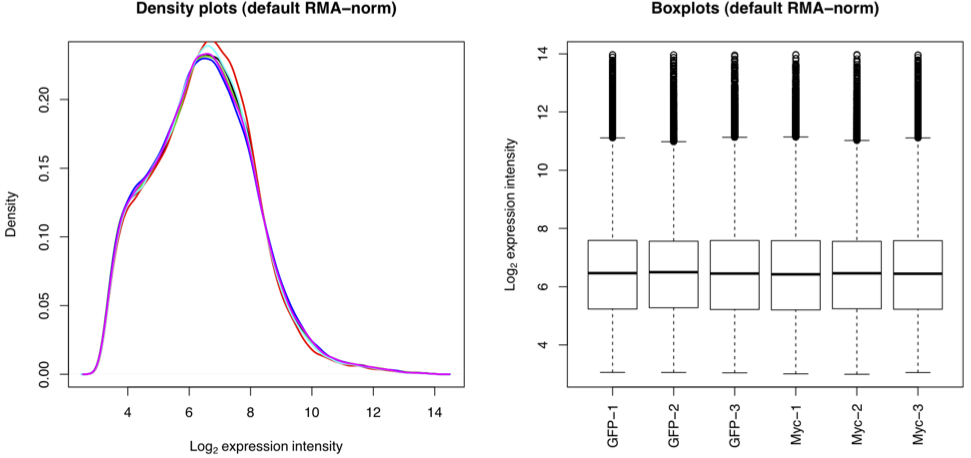 Density plots (default RMA−norm)
Density
0.00
0.05
0.10
0.15
0.20
4 6 8 10 12 14
Log2 expression intensity
Boxplots (default RMA−norm)
Log2 expression intensity
4
6
8
10
12
14
GFP−1
GFP−2
GFP−3
Myc−1
Myc−2
Myc−3